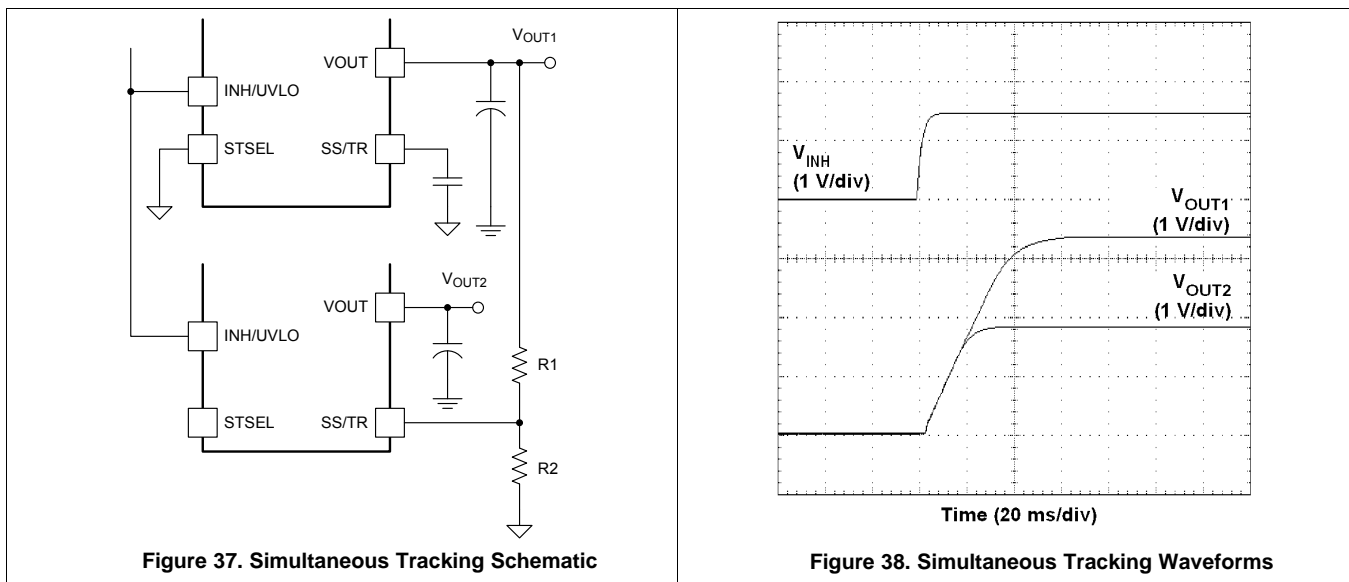 VOUT
VOUT1
INH/UVLO
STSEL
SS/TR
VOUT
VOUT2
INH/UVLO
R1
STSEL
SS/TR
R2
Figure 37. Simultaneous Tracking Schematic
VINH
(1 V/div)
VOUT1
(1 V/div)
VOUT2
(1 V/div)
Time (20 ms/div)
Figure 38. Simultaneous Tracking Waveforms